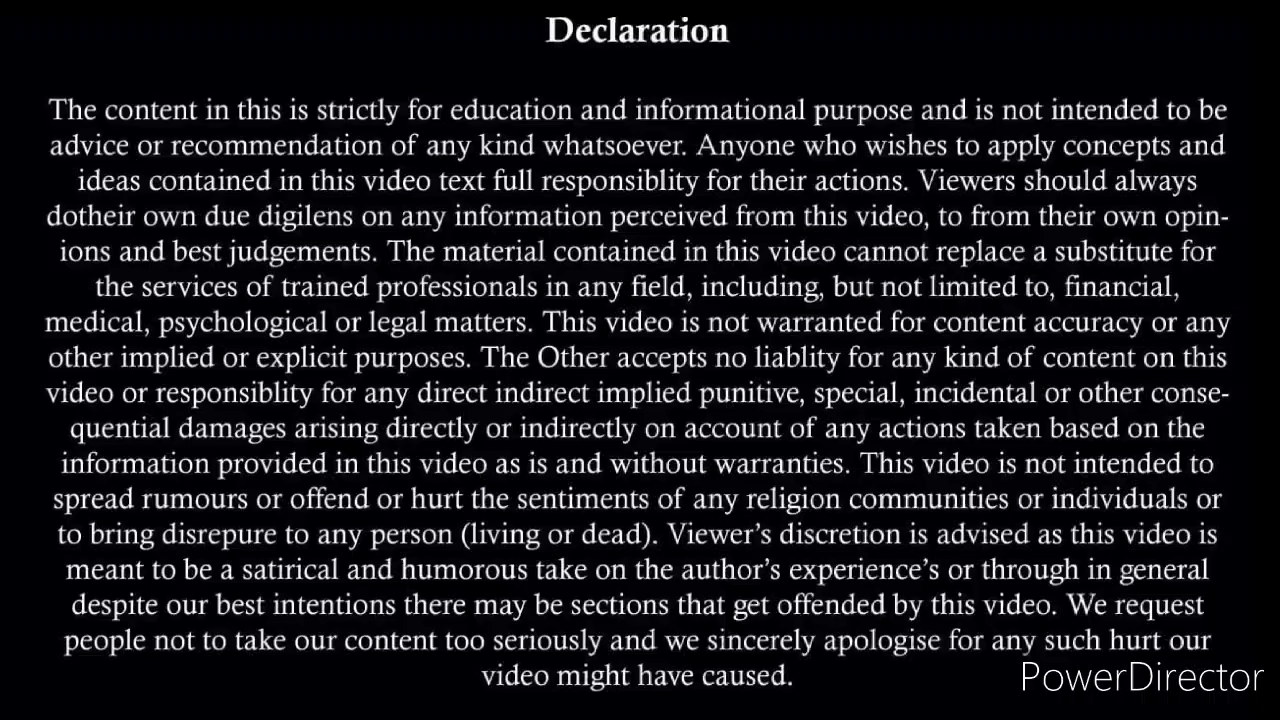 Declaration
The content in this is strictly for education and informational purpose and is not intended to be
advice or recommendation of any kind whatsoever. Anyone who wishes to apply concepts and
ideas contained in this video text full responsiblity for their actions. Viewers should always
dotheir own due digilens on any information perceived from this video, to from their own opin-
ions and best judgements. The material contained in this video cannot replace a substitute for
the services of trained professionals in any field, including, but not limited to, financial,
medical, psychological or legal matters. This video is not warranted for content accuracy or any
other implied or explicit purposes. The Other accepts no liablity for any kind of content on this
video or responsiblity for any direct indirect implied punitive, special, incidental or other conse-
quential damages arising directly or indirectly on account of any actions taken based on the
information provided in this video as is and without warranties. This video is not intended to
spread rumours or offend or hurt the sentiments of any religion communities or individuals or
to bring disrepure to any person (living or dead). Viewer’s discretion is advised as this video is
meant to be a satirical and humorous take on the author’s experience’s or through in general
despite our best intentions there may be sections that get offended by this video. We request
people not to take our content too seriously and we sincerely apologise for any such hurt our
video might have caused.
PowerDirector